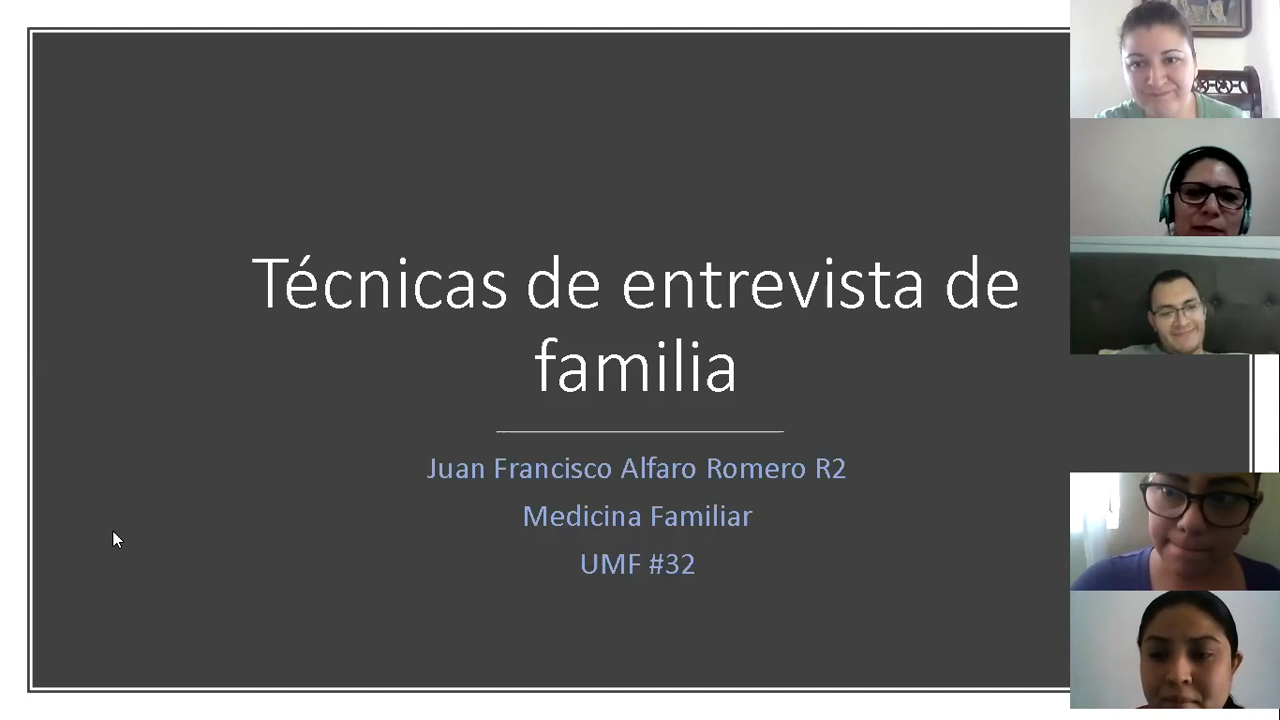 Técnicas de entrevista de
familia
Juan Francisco Alfaro Romero R2
Medicina Familiar
UMF #32